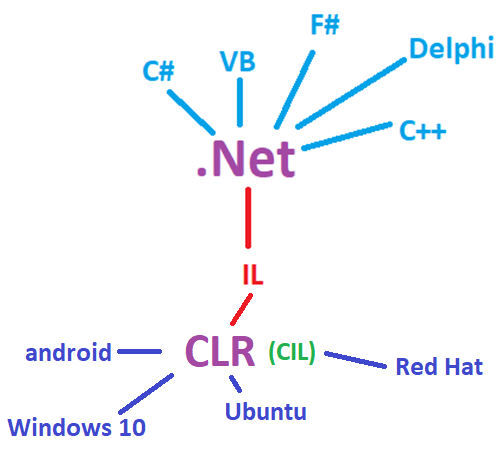 F#
Delphi
VB
C#
C++
.Net
IL
CLR (CIL)
android
Red Hat
Ubuntu
Windows 10